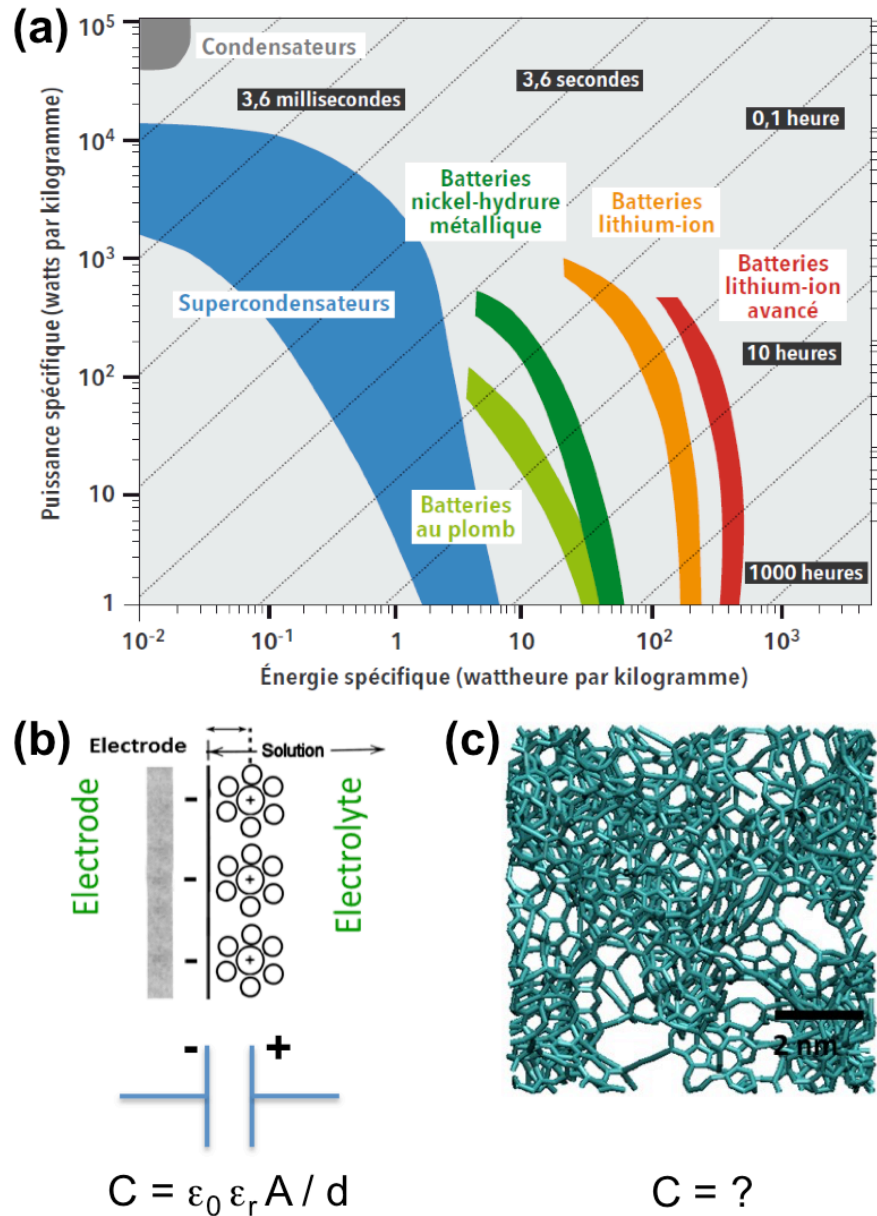 (a)
10⁵
10⁴
10³
10²
10
1
Puissance spécifique (watts par kilogramme)
Condensateurs
3,6 millisecondes
3,6 secondes
0,1 heure
Batteries
nickel-hydrure
métallique
Batteries
lithium-ion
Batteries
lithium-ion
avancé
Supercondensateurs
10 heures
Batteries
au plomb
1000 heures
10⁻²
10⁻¹
1
10
10²
10³
Énergie spécifique (wattheure par kilogramme)
(b)
Electrode
Solution
Electrode
-
-
-
+
+
+
Electrolyte
-
+
C = ε₀ εᵣ A / d
(c)
2 nm
C = ?